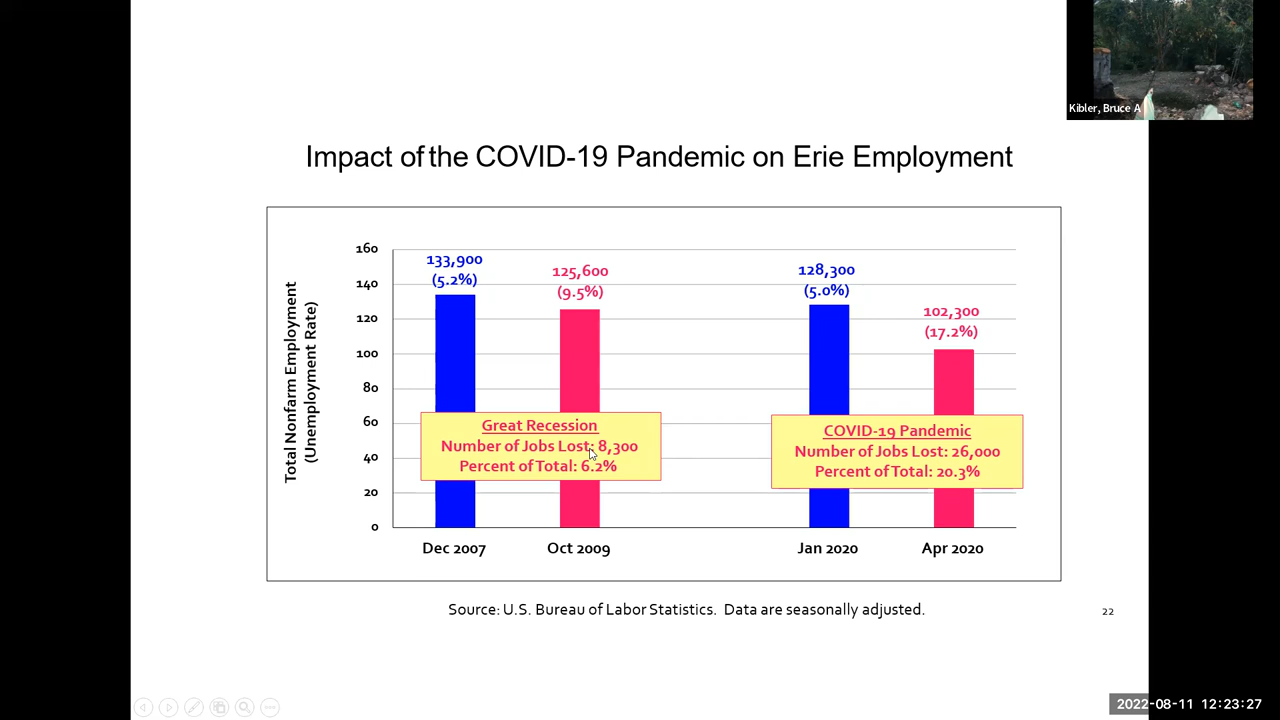 Kibler, Bruce A
Impact of the COVID-19 Pandemic on Erie Employment
Total Nonfarm Employment
(Unemployment Rate)
160
140
120
100
80
60
40
20
0
133,900
(5.2%)
125,600
(9.5%)
128,300
(5.0%)
102,300
(17.2%)
Great Recession
Number of Jobs Lost: 8,300
Percent of Total: 6.2%
COVID-19 Pandemic
Number of Jobs Lost: 26,000
Percent of Total: 20.3%
Dec 2007
Oct 2009
Jan 2020
Apr 2020
Source: U.S. Bureau of Labor Statistics. Data are seasonally adjusted.
22
2022-08-11 12:23:27